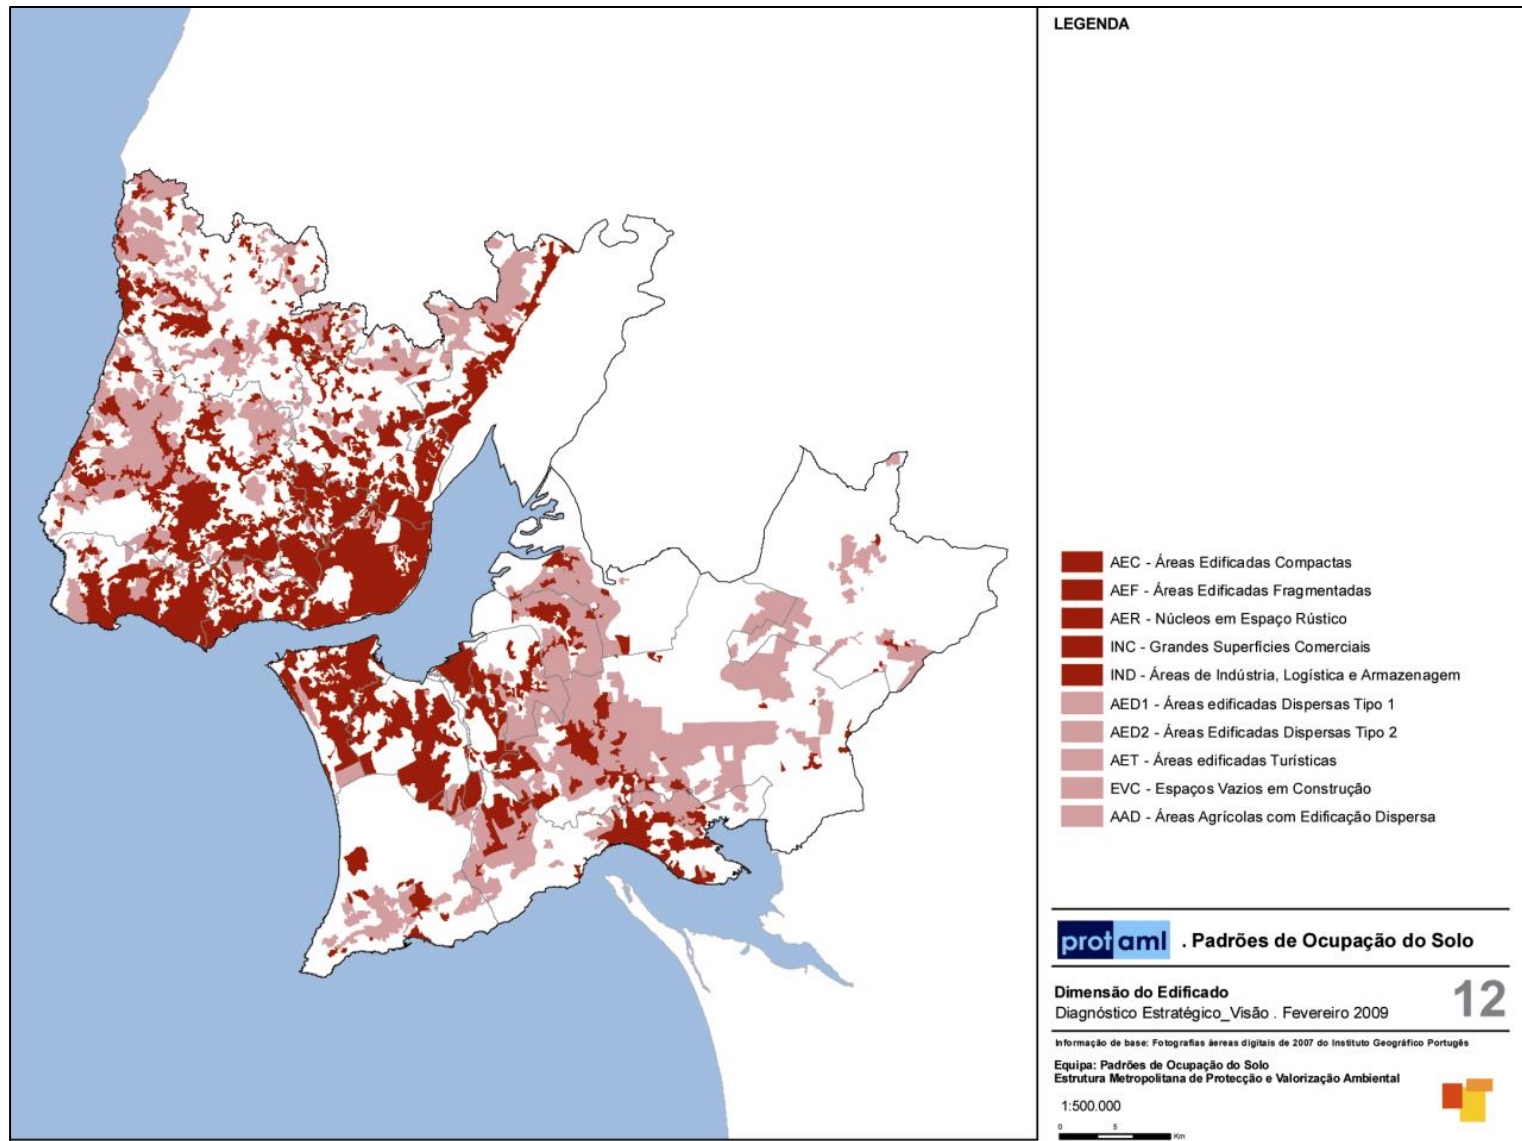 LEGENDA
AEC - Áreas Edificadas Compactas
AEF - Áreas Edificadas Fragmentadas
AER - Núcleos em Espaço Rústico
INC - Grandes Superfícies Comerciais
IND - Áreas de Indústria, Logística e Armazenagem
AED1 - Áreas edificadas Dispersas Tipo 1
AED2 - Áreas Edificadas Dispersas Tipo 2
AET - Áreas edificadas Turísticas
EVC - Espaços Vazios em Construção
AAD - Áreas Agrícolas com Edificação Dispersa
protaml . Padrões de Ocupação do Solo
Dimensão do Edificado
12
Diagnóstico Estratégico_Visão . Fevereiro 2009
Informação de base: Fotografias áereas digitais de 2007 do Instituto Geográfico Portugês
Equipa: Padrões de Ocupação do Solo
Estrutura Metropolitana de Protecção e Valorização Ambiental
1:500.000
0 5
Km